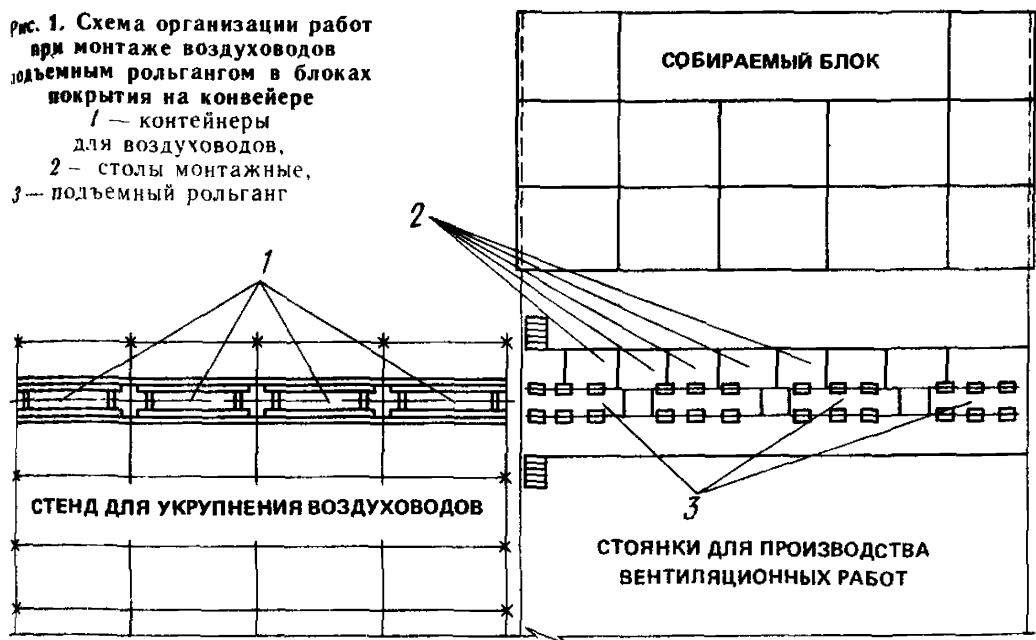 Рис. 1. Схема организации работ
при монтаже воздуховодов
подъемным рольгангом в блоках
покрытия на конвейере
1 — контейнеры
для воздуховодов,
2 — столы монтажные,
3 — подъемный рольганг
СОБИРАЕМЫЙ БЛОК
2
1
СТЕНД ДЛЯ УКРУПНЕНИЯ ВОЗДУХОВОДОВ
3
СТОЯНКИ ДЛЯ ПРОИЗВОДСТВА
ВЕНТИЛЯЦИОННЫХ РАБОТ